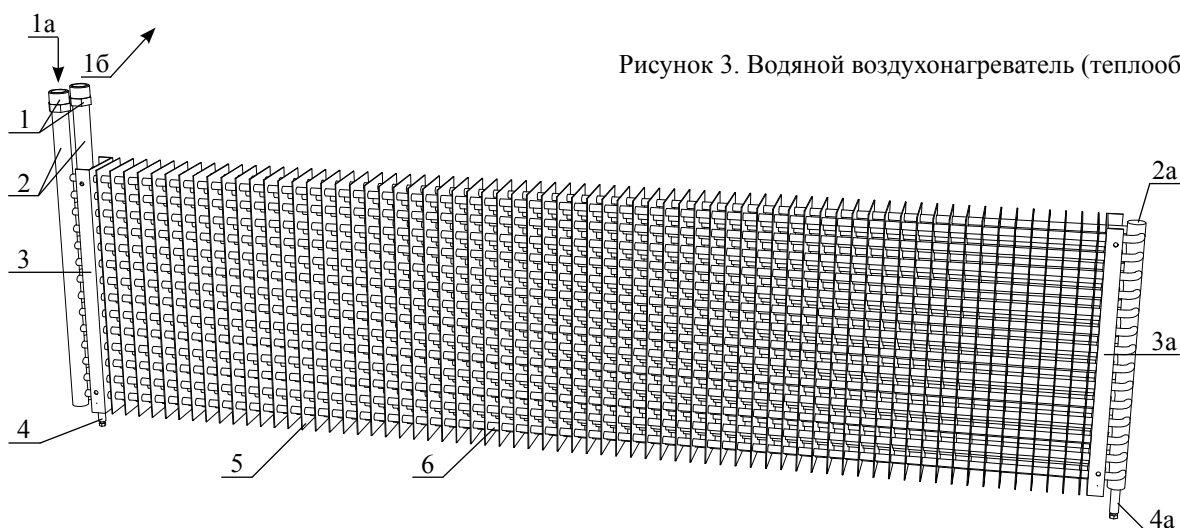 1а
1б
Рисунок 3. Водяной воздухонагреватель (теплооб
1
2
2а
3
3а
4
5
6
4а